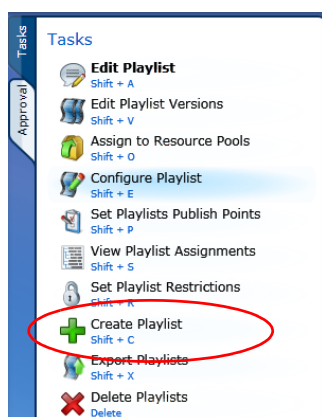 Tasks
Approval
Tasks
Edit Playlist
Shift + A
Edit Playlist Versions
Shift + V
Assign to Resource Pools
Shift + O
Configure Playlist
Shift + E
Set Playlists Publish Points
Shift + P
View Playlist Assignments
Shift + S
Set Playlist Restrictions
Shift + R
Create Playlist
Shift + C
Export Playlists
Shift + X
Delete Playlists
Delete